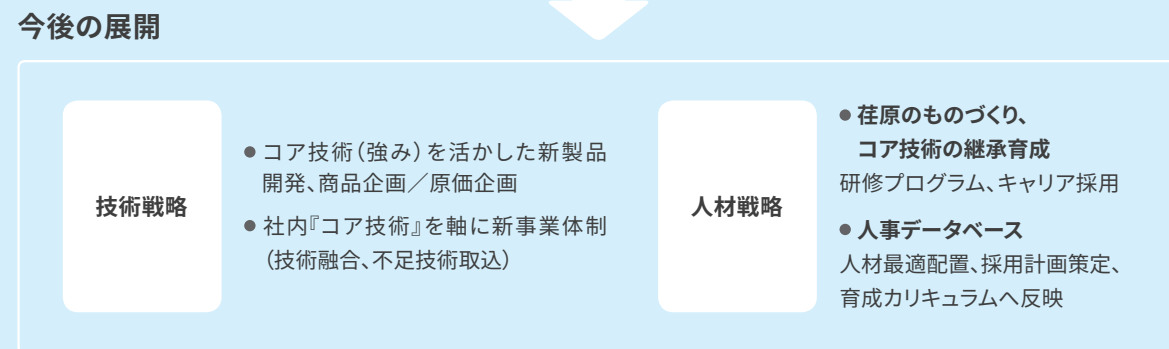 今後の展開
技術戦略
● コア技術（強み）を活かした新製品
開発、商品企画／原価企画
● 社内『コア技術』を軸に新事業体制
（技術融合、不足技術取込）
人材戦略
● 荏原のものづくり、
コア技術の継承育成
研修プログラム、キャリア採用
● 人事データベース
人材最適配置、採用計画策定、
育成カリキュラムへ反映